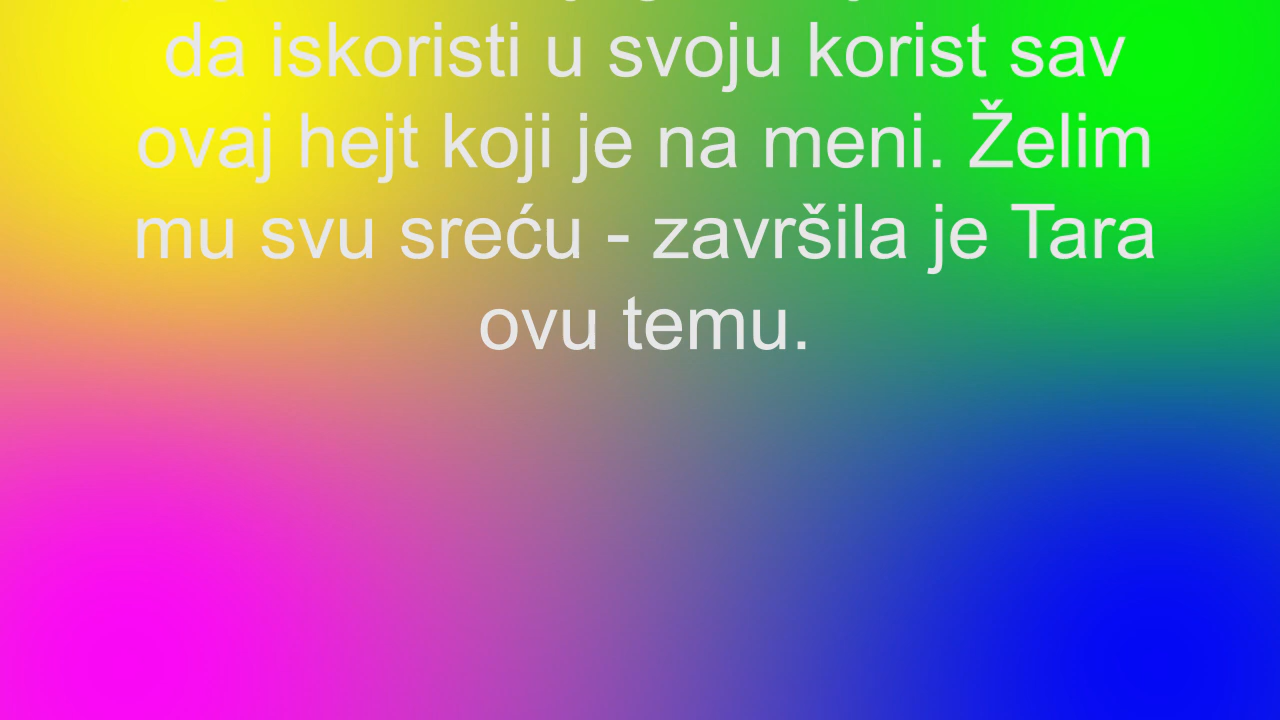 da iskoristi u svoju korist sav
ovaj hejt koji je na meni. Želim
mu svu sreću - završila je Tara
ovu temu.